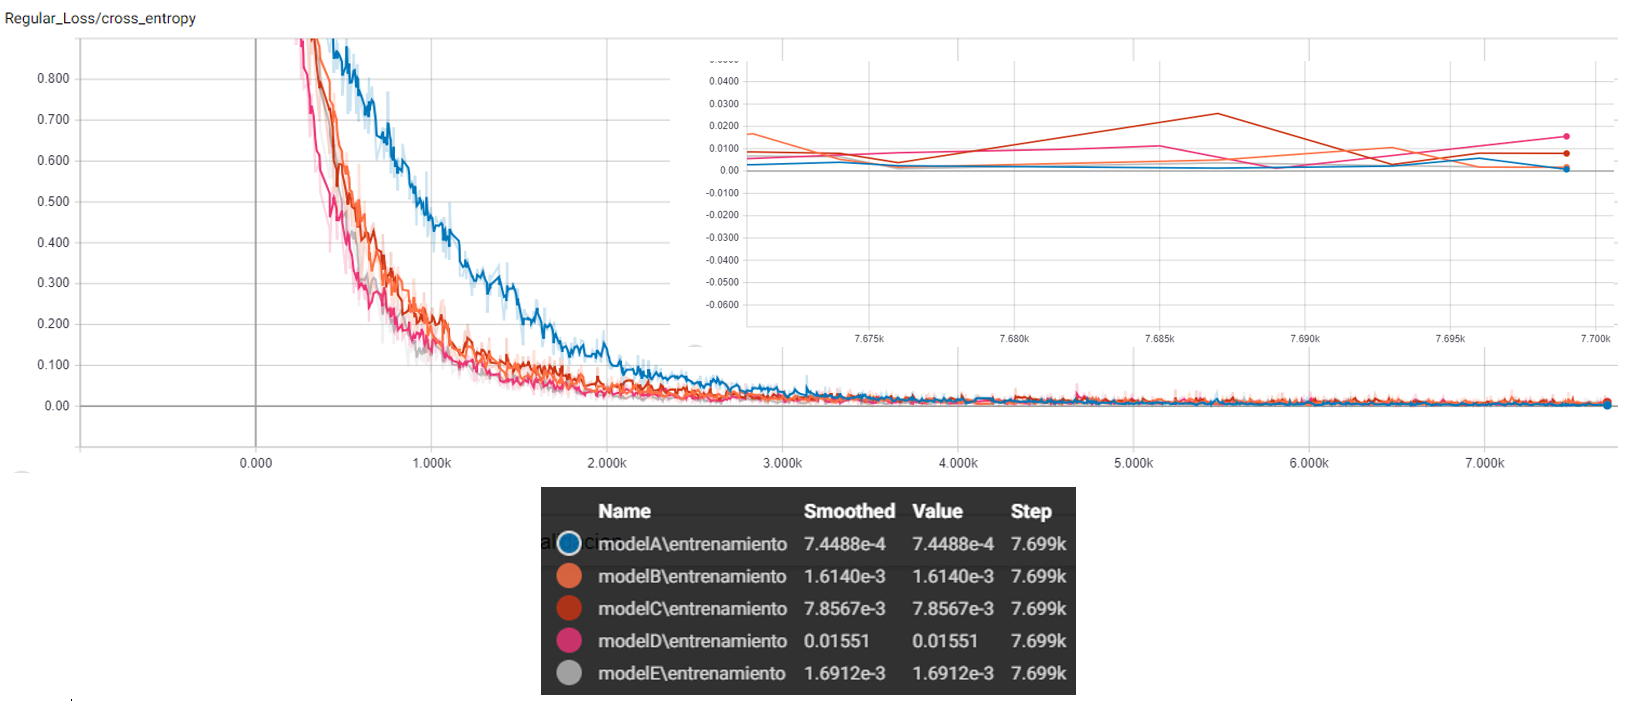 Regular_Loss/cross_entropy
0.800
0.700
0.600
0.500
0.400
0.300
0.200
0.100
0.00
0.000 1.000k 2.000k 3.000k 4.000k 5.000k 6.000k 7.000k
0.0400
0.0300
0.0200
0.0100
0.00
-0.0100
-0.0200
-0.0300
-0.0400
-0.0500
-0.0600
7.675k 7.680k 7.685k 7.690k 7.695k 7.700k
Name Smoothed Value Step
modelA\entrenamiento 7.4488e-4 7.4488e-4 7.699k
modelB\entrenamiento 1.6140e-3 1.6140e-3 7.699k
modelC\entrenamiento 7.8567e-3 7.8567e-3 7.699k
modelD\entrenamiento 0.01551 0.01551 7.699k
modelE\entrenamiento 1.6912e-3 1.6912e-3 7.699k